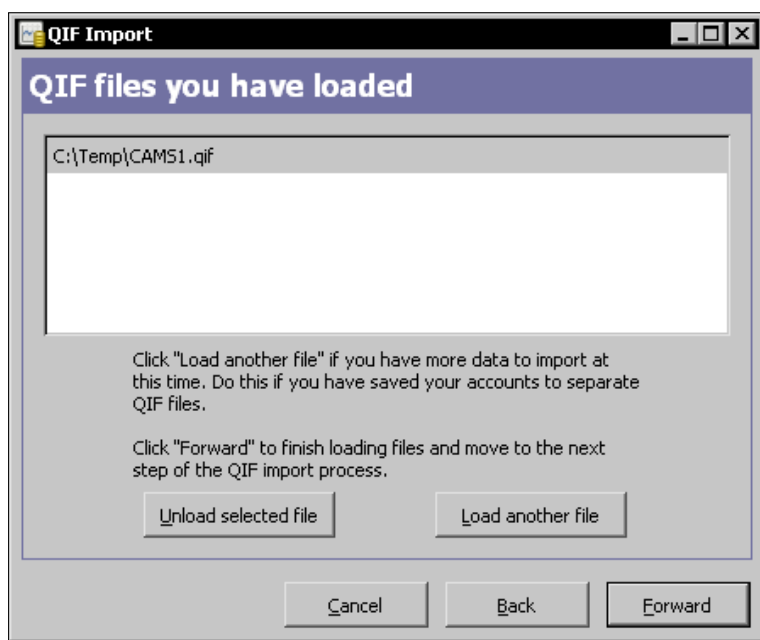 QIF Import
QIF files you have loaded
C:\Temp\CAMS1.qif
Click "Load another file" if you have more data to import at
this time. Do this if you have saved your accounts to separate
QIF files.
Click "Forward" to finish loading files and move to the next
step of the QIF import process.
Unload selected file
Load another file
Cancel
Back
Forward